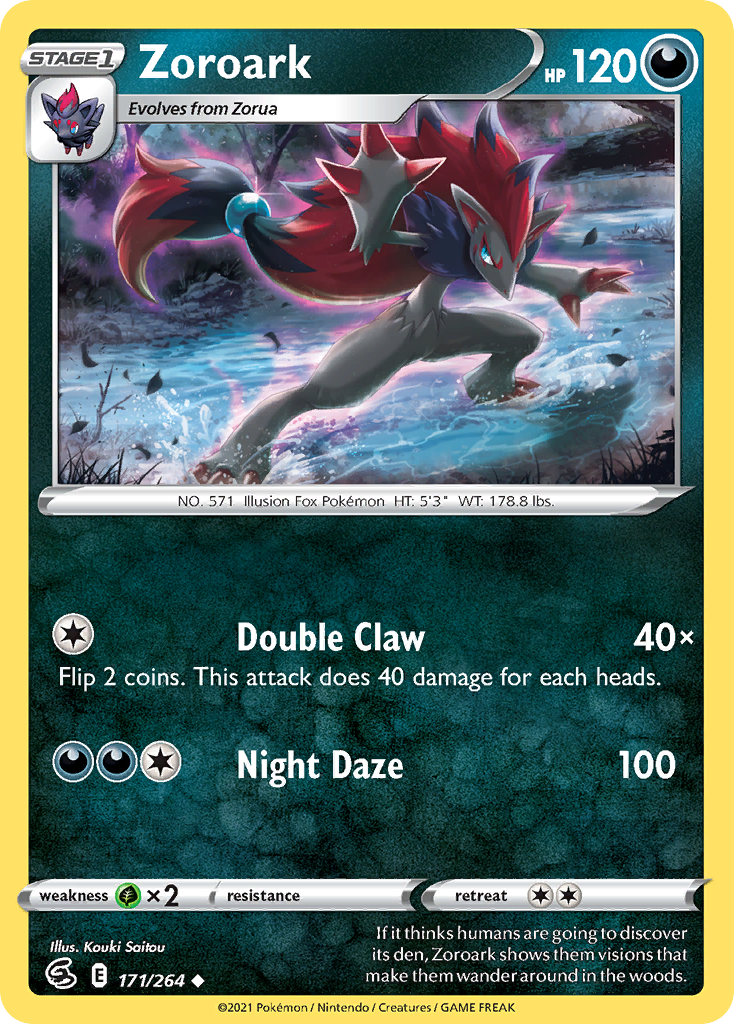 STAGE 1
Zoroark
HP 120
Evolves from Zorua
NO. 571 Illusion Fox Pokémon HT: 5'3" WT: 178.8 lbs.
Double Claw 40×
Flip 2 coins. This attack does 40 damage for each heads.
Night Daze 100
weakness ×2 resistance retreat
Illus. Kouki Saitou
E 171/264
If it thinks humans are going to discover
its den, Zoroark shows them visions that
make them wander around in the woods.
©2021 Pokémon / Nintendo / Creatures / GAME FREAK